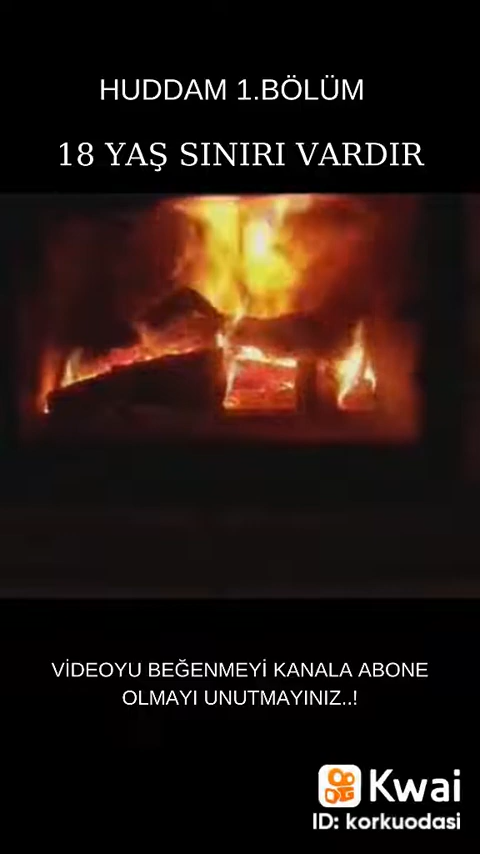 HUDDAM 1.BÖLÜM
18 YAŞ SINIRI VARDIR
VİDEOYU BEĞENMEYİ KANALA ABONE
OLMAYI UNUTMAYINIZ..!
Kwai
ID: korkuodasi